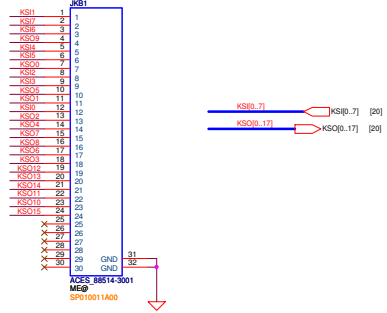 JKB1
KSI1 1 1
KSI7 2 2
KSI6 3 3
KSO9 4 4
KSI4 5 5
KSI5 6 6
KSO0 7 7
KSI2 8 8
KSI3 9 9
KSO5 10 10
KSO1 11 11
KSI0 12 12
KSO2 13 13
KSO4 14 14
KSO7 15 15
KSO8 16 16
KSO6 17 17
KSO3 18 18
KSO12 19 19
KSO13 20 20
KSO14 21 21
KSO11 22 22
KSO10 23 23
KSO15 24 24
25 25
26 26
27 27
28 28
29 29 GND 31
30 30 GND 32
ACES_88514-3001
ME@
SP010011A00
KSI[0..7] KSI[0..7] [20]
KSO[0..17] KSO[0..17] [20]